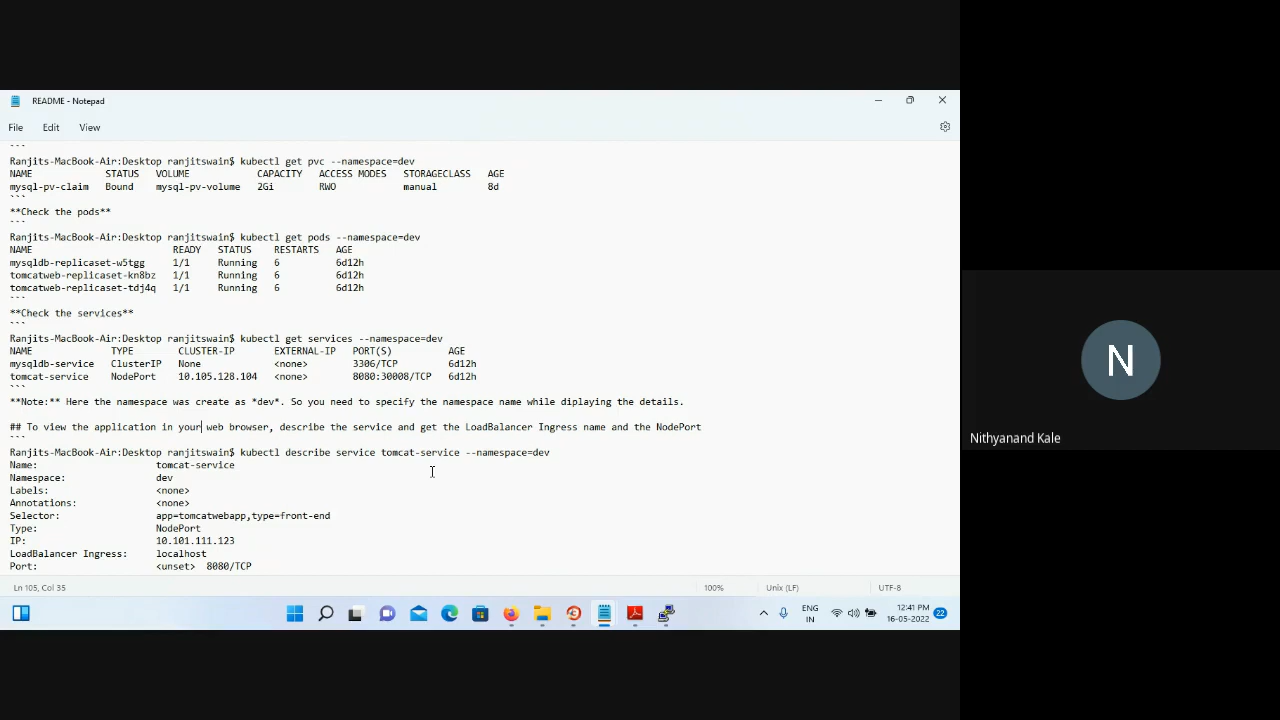 README - Notepad
File Edit View
```
Ranjits-MacBook-Air:Desktop ranjitswain$ kubectl get pvc --namespace=dev
NAME STATUS VOLUME CAPACITY ACCESS MODES STORAGECLASS AGE
mysql-pv-claim Bound mysql-pv-volume 2Gi RWO manual 8d
```
**Check the pods**
```
Ranjits-MacBook-Air:Desktop ranjitswain$ kubectl get pods --namespace=dev
NAME READY STATUS RESTARTS AGE
mysqldb-replicaset-w5tgg 1/1 Running 6 6d12h
tomcatweb-replicaset-kn8bz 1/1 Running 6 6d12h
tomcatweb-replicaset-tdj4q 1/1 Running 6 6d12h
```
**Check the services**
```
Ranjits-MacBook-Air:Desktop ranjitswain$ kubectl get services --namespace=dev
NAME TYPE CLUSTER-IP EXTERNAL-IP PORT(S) AGE
mysqldb-service ClusterIP None <none> 3306/TCP 6d12h
tomcat-service NodePort 10.105.128.104 <none> 8080:30008/TCP 6d12h
```
**Note:** Here the namespace was create as *dev*. So you need to specify the namespace name while diplaying the details.
## To view the application in your web browser, describe the service and get the LoadBalancer Ingress name and the NodePort
```
Ranjits-MacBook-Air:Desktop ranjitswain$ kubectl describe service tomcat-service --namespace=dev
Name: tomcat-service
Namespace: dev
Labels: <none>
Annotations: <none>
Selector: app=tomcatwebapp,type=front-end
Type: NodePort
IP: 10.101.111.123
LoadBalancer Ingress: localhost
Port: <unset> 8080/TCP
Ln 105, Col 35 100% Unix (LF) UTF-8
ENG IN
12:41 PM
16-05-2022
22
N
Nithyanand Kale